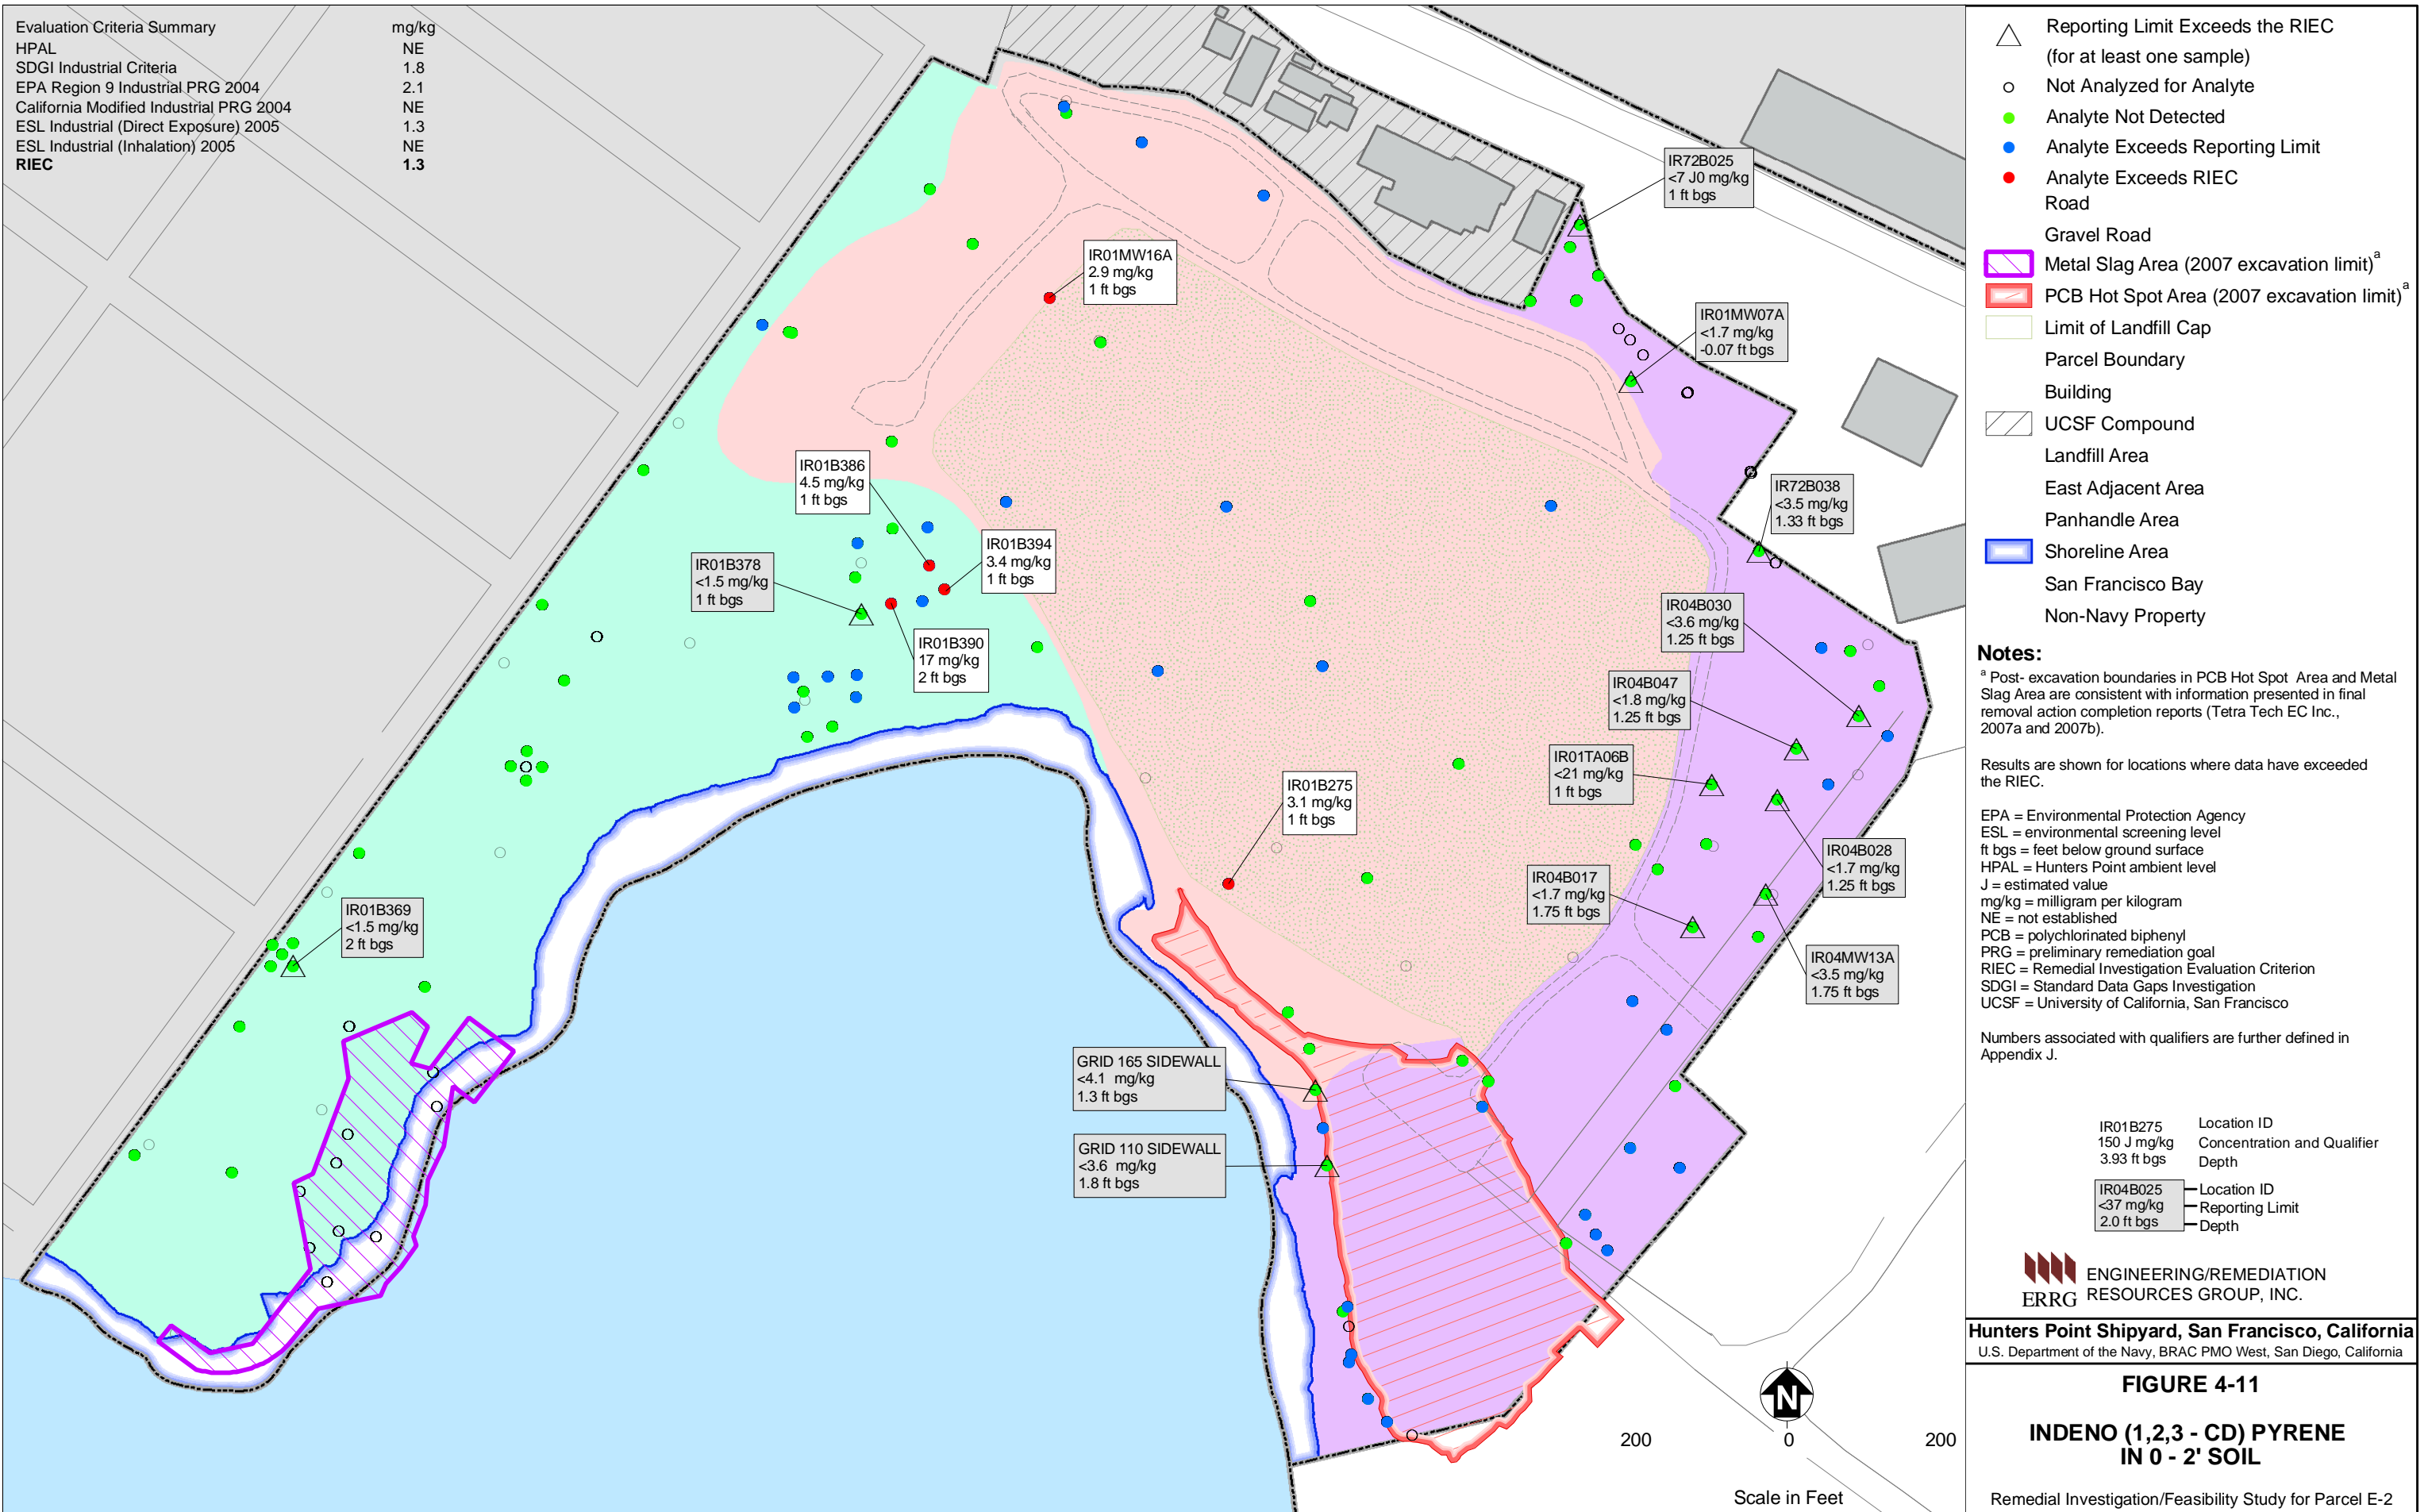 Evaluation Criteria Summary mg/kg
HPAL NE
SDGI Industrial Criteria 1.8
EPA Region 9 Industrial PRG 2004 2.1
California Modified Industrial PRG 2004 NE
ESL Industrial (Direct Exposure) 2005 1.3
ESL Industrial (Inhalation) 2005 NE
RIEC 1.3
IR72B025
<7 J0 mg/kg
1 ft bgs
IR01MW16A
2.9 mg/kg
1 ft bgs
IR01MW07A
<1.7 mg/kg
-0.07 ft bgs
IR01B386
4.5 mg/kg
1 ft bgs
IR72B038
<3.5 mg/kg
1.33 ft bgs
IR01B394
3.4 mg/kg
1 ft bgs
IR01B378
<1.5 mg/kg
1 ft bgs
IR04B030
<3.6 mg/kg
1.25 ft bgs
IR01B390
17 mg/kg
2 ft bgs
IR04B047
<1.8 mg/kg
1.25 ft bgs
IR01TA06B
<21 mg/kg
1 ft bgs
IR01B275
3.1 mg/kg
1 ft bgs
IR04B028
<1.7 mg/kg
1.25 ft bgs
IR04B017
<1.7 mg/kg
1.75 ft bgs
IR01B369
<1.5 mg/kg
2 ft bgs
IR04MW13A
<3.5 mg/kg
1.75 ft bgs
GRID 165 SIDEWALL
<4.1 mg/kg
1.3 ft bgs
GRID 110 SIDEWALL
<3.6 mg/kg
1.8 ft bgs
N
200 0 200
Scale in Feet
Reporting Limit Exceeds the RIEC
(for at least one sample)
Not Analyzed for Analyte
Analyte Not Detected
Analyte Exceeds Reporting Limit
Analyte Exceeds RIEC
Road
Gravel Road
Metal Slag Area (2007 excavation limit)a
PCB Hot Spot Area (2007 excavation limit)a
Limit of Landfill Cap
Parcel Boundary
Building
UCSF Compound
Landfill Area
East Adjacent Area
Panhandle Area
Shoreline Area
San Francisco Bay
Non-Navy Property
Notes:
a Post- excavation boundaries in PCB Hot Spot Area and Metal
Slag Area are consistent with information presented in final
removal action completion reports (Tetra Tech EC Inc.,
2007a and 2007b).
Results are shown for locations where data have exceeded
the RIEC.
EPA = Environmental Protection Agency
ESL = environmental screening level
ft bgs = feet below ground surface
HPAL = Hunters Point ambient level
J = estimated value
mg/kg = milligram per kilogram
NE = not established
PCB = polychlorinated biphenyl
PRG = preliminary remediation goal
RIEC = Remedial Investigation Evaluation Criterion
SDGI = Standard Data Gaps Investigation
UCSF = University of California, San Francisco
Numbers associated with qualifiers are further defined in
Appendix J.
IR01B275 Location ID
150 J mg/kg Concentration and Qualifier
3.93 ft bgs Depth
IR04B025 Location ID
<37 mg/kg Reporting Limit
2.0 ft bgs Depth
ERRG
ENGINEERING/REMEDIATION
RESOURCES GROUP, INC.
Hunters Point Shipyard, San Francisco, California
U.S. Department of the Navy, BRAC PMO West, San Diego, California
FIGURE 4-11
INDENO (1,2,3 - CD) PYRENE
IN 0 - 2' SOIL
Remedial Investigation/Feasibility Study for Parcel E-2